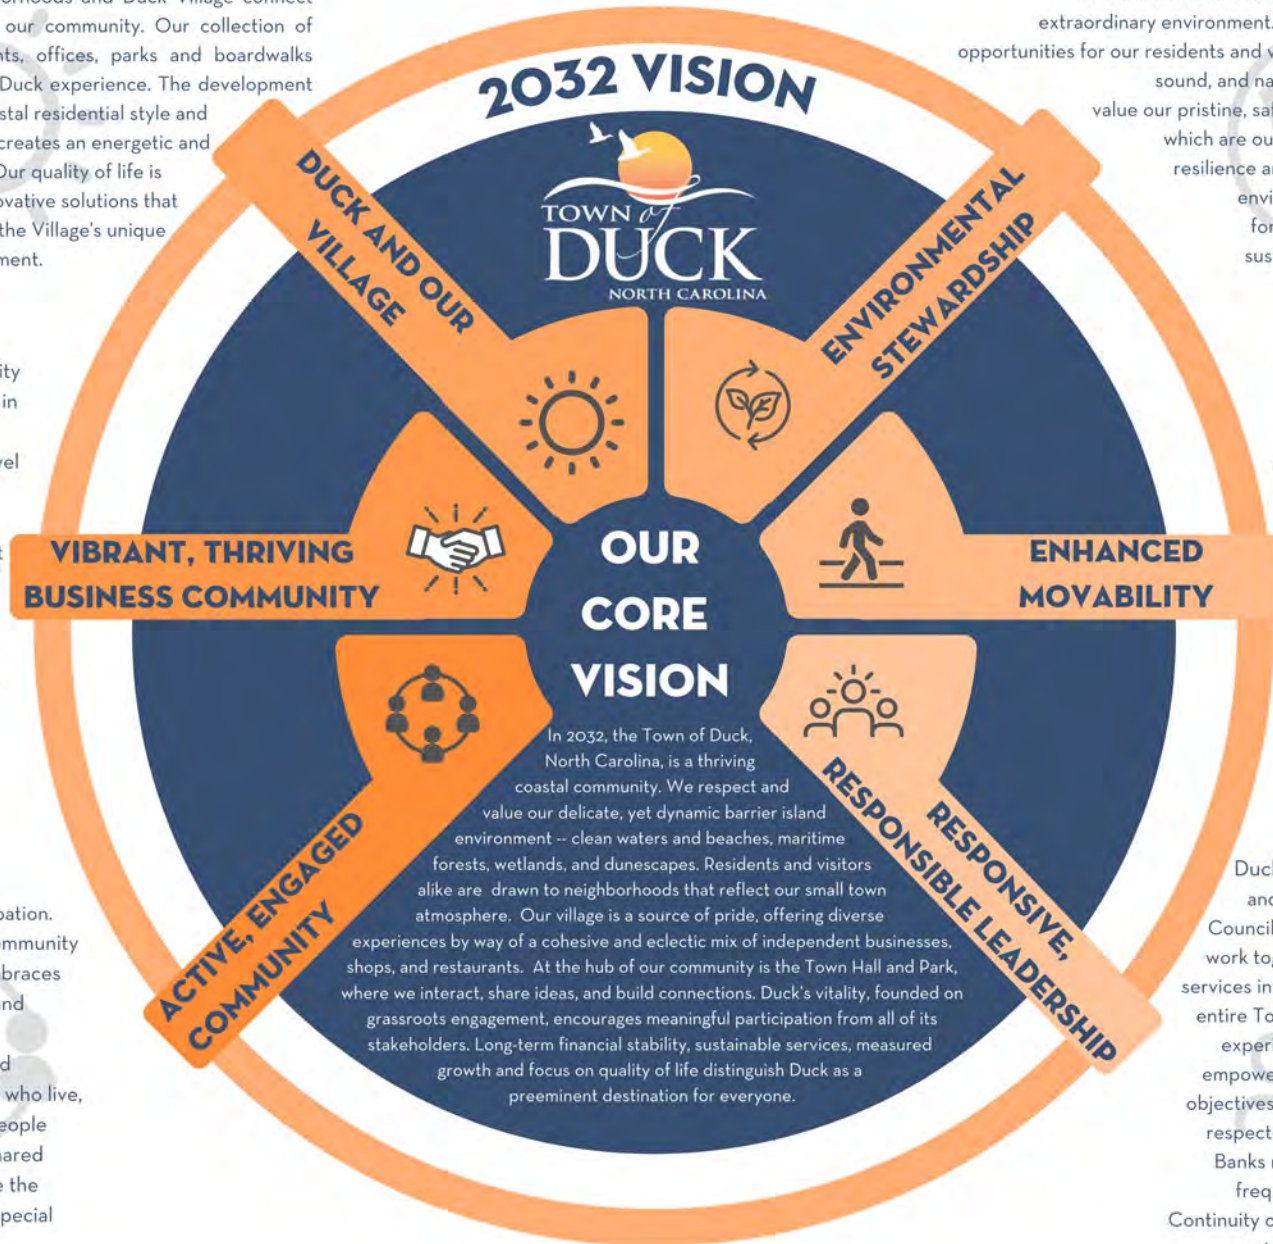 our community. Our collection of
offices, parks and boardwalks
Duck experience. The development
residential style and
creates an energetic and
Our quality of life is
solutions that
the Village's unique
extraordinary environment.
opportunities for our residents and
sound, and
value our pristine,
which are
resilience
2032 VISION
TOWN of
DUCK
NORTH CAROLINA
DUCK AND OUR
VILLAGE
ENVIRONMENTAL
STEWARDSHIP
in
VIBRANT, THRIVING
BUSINESS COMMUNITY
ENHANCED
MOVABILITY
OUR
CORE
VISION
In 2032, the Town of Duck,
North Carolina, is a thriving
coastal community. We respect and
value our delicate, yet dynamic barrier island
environment -- clean waters and beaches, maritime
forests, wetlands, and dunescapes. Residents and visitors
alike are drawn to neighborhoods that reflect our small town
atmosphere. Our village is a source of pride, offering diverse
experiences by way of a cohesive and eclectic mix of independent businesses,
shops, and restaurants. At the hub of our community is the Town Hall and Park,
where we interact, share ideas, and build connections. Duck's vitality, founded on
grassroots engagement, encourages meaningful participation from all of its
stakeholders. Long-term financial stability, sustainable services, measured
growth and focus on quality of life distinguish Duck as a
preeminent destination for everyone.
ACTIVE, ENGAGED
COMMUNITY
RESPONSIVE,
RESPONSIBLE LEADERSHIP
who live,
the
Council
work
services
entire
respect
Banks
Continuity